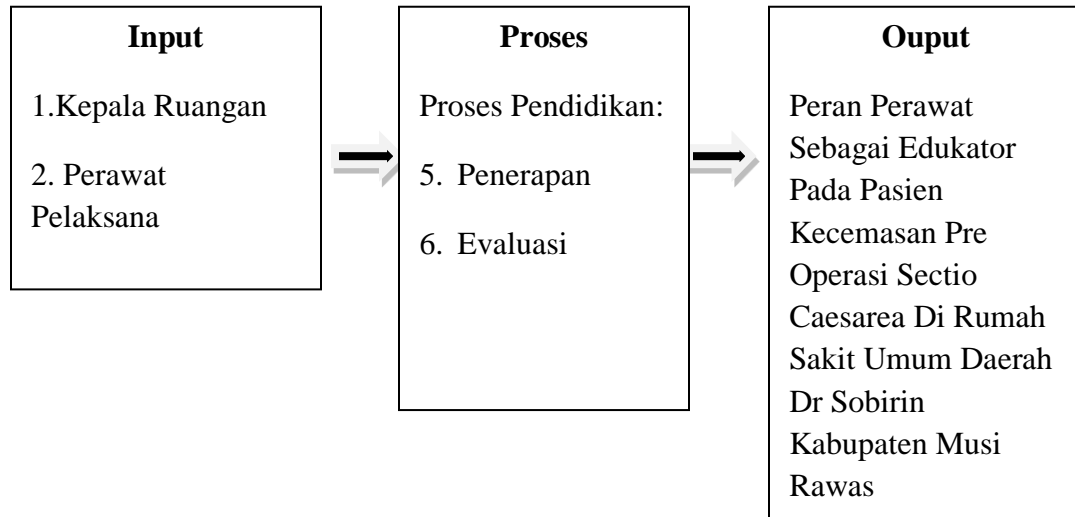 Input
1.Kepala Ruangan
2. Perawat
Pelaksana
Proses
Proses Pendidikan:
5. Penerapan
6. Evaluasi
Ouput
Peran Perawat
Sebagai Edukator
Pada Pasien
Kecemasan Pre
Operasi Sectio
Caesarea Di Rumah
Sakit Umum Daerah
Dr Sobirin
Kabupaten Musi
Rawas